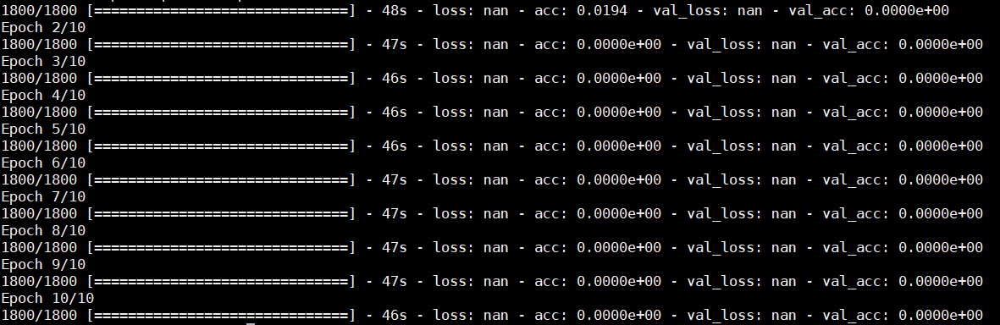 1800/1800 [==============================] - 48s - loss: nan - acc: 0.0194 - val_loss: nan - val_acc: 0.0000e+00
Epoch 2/10
1800/1800 [==============================] - 47s - loss: nan - acc: 0.0000e+00 - val_loss: nan - val_acc: 0.0000e+00
Epoch 3/10
1800/1800 [==============================] - 46s - loss: nan - acc: 0.0000e+00 - val_loss: nan - val_acc: 0.0000e+00
Epoch 4/10
1800/1800 [==============================] - 46s - loss: nan - acc: 0.0000e+00 - val_loss: nan - val_acc: 0.0000e+00
Epoch 5/10
1800/1800 [==============================] - 46s - loss: nan - acc: 0.0000e+00 - val_loss: nan - val_acc: 0.0000e+00
Epoch 6/10
1800/1800 [==============================] - 47s - loss: nan - acc: 0.0000e+00 - val_loss: nan - val_acc: 0.0000e+00
Epoch 7/10
1800/1800 [==============================] - 47s - loss: nan - acc: 0.0000e+00 - val_loss: nan - val_acc: 0.0000e+00
Epoch 8/10
1800/1800 [==============================] - 47s - loss: nan - acc: 0.0000e+00 - val_loss: nan - val_acc: 0.0000e+00
Epoch 9/10
1800/1800 [==============================] - 47s - loss: nan - acc: 0.0000e+00 - val_loss: nan - val_acc: 0.0000e+00
Epoch 10/10
1800/1800 [==============================] - 46s - loss: nan - acc: 0.0000e+00 - val_loss: nan - val_acc: 0.0000e+00